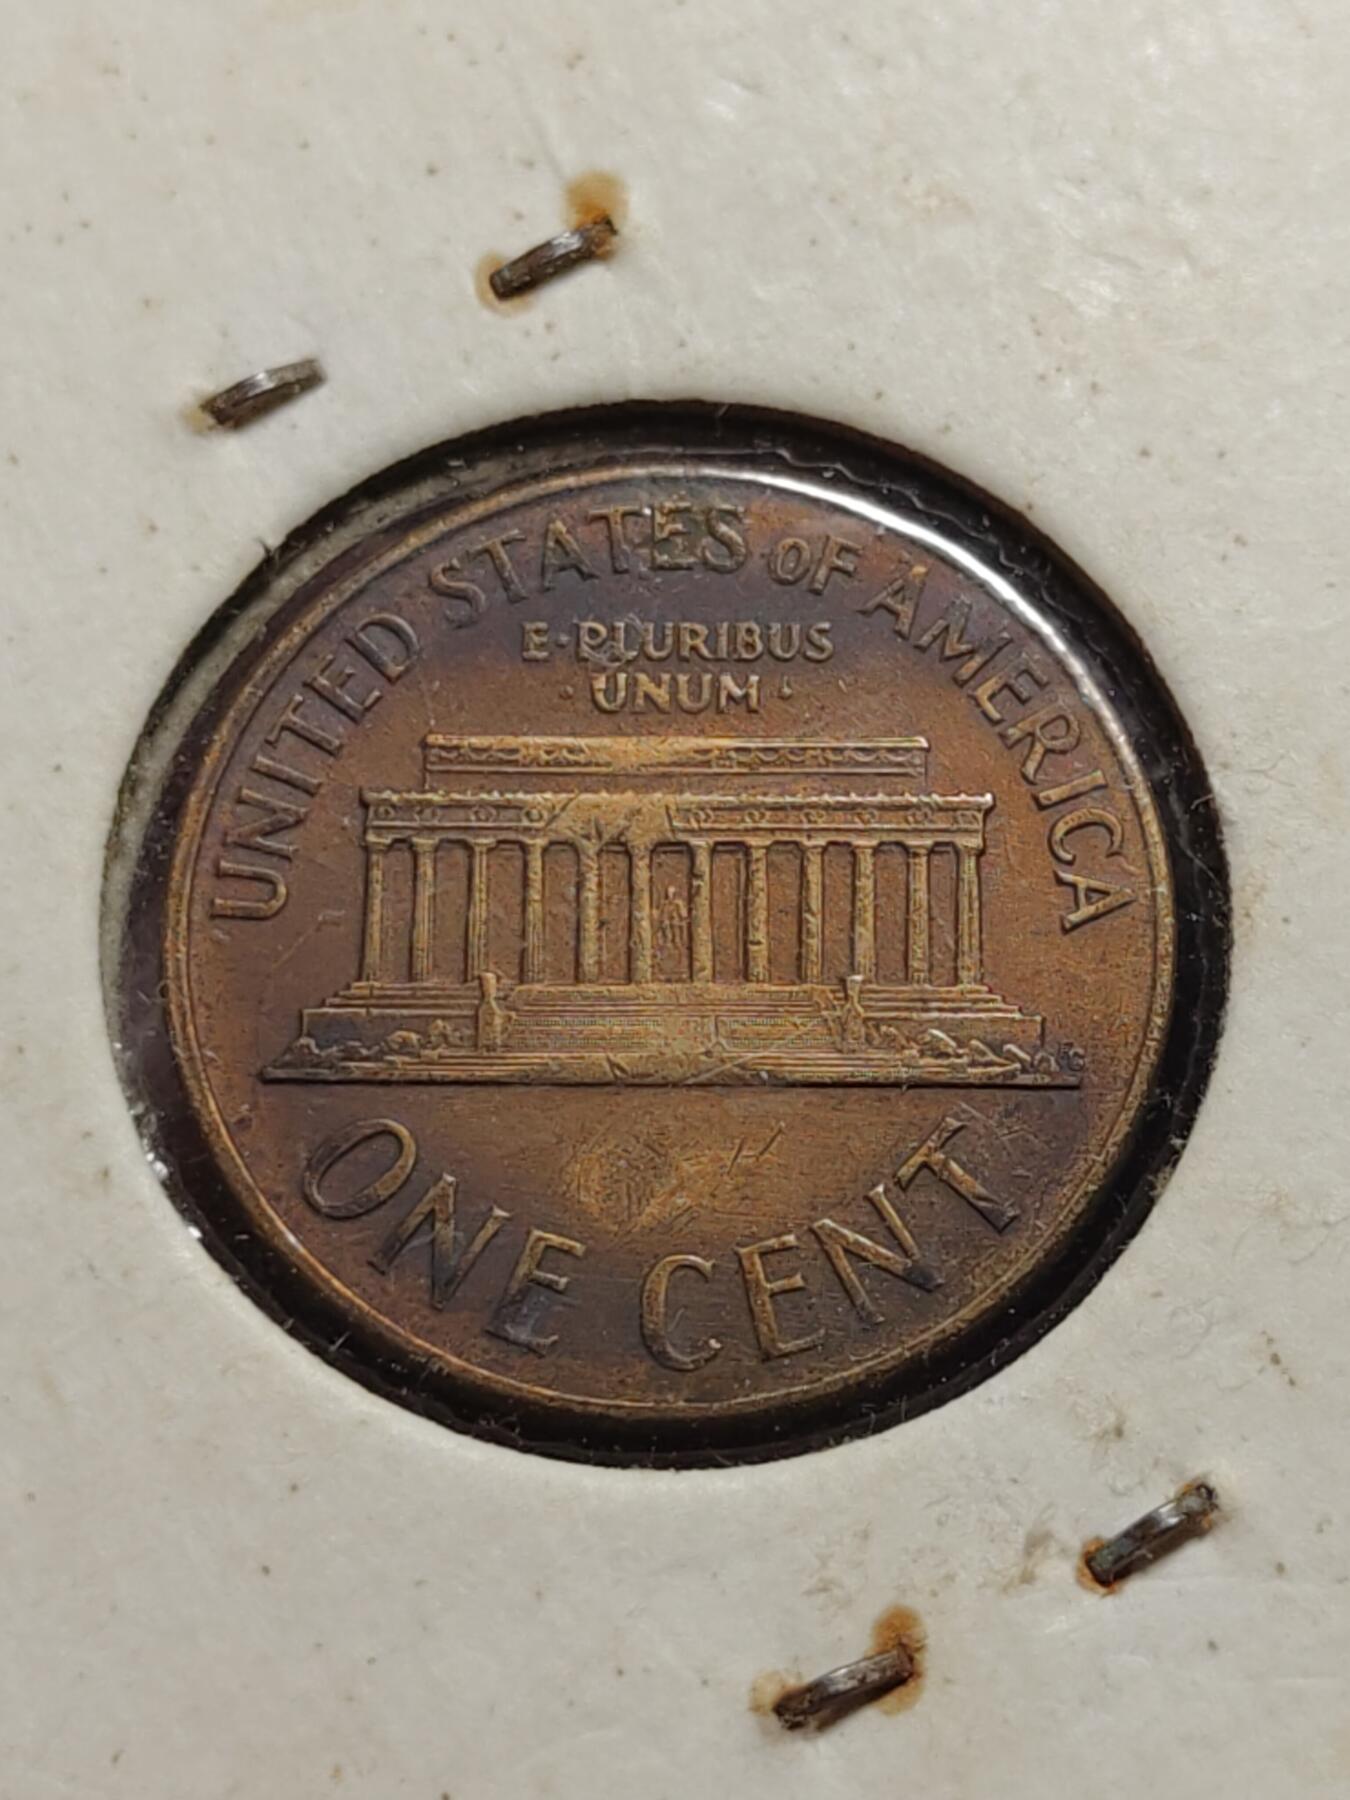 UNITED STATES OF AMERICA
E·PLURIBUS
·UNUM·
ONE CENT